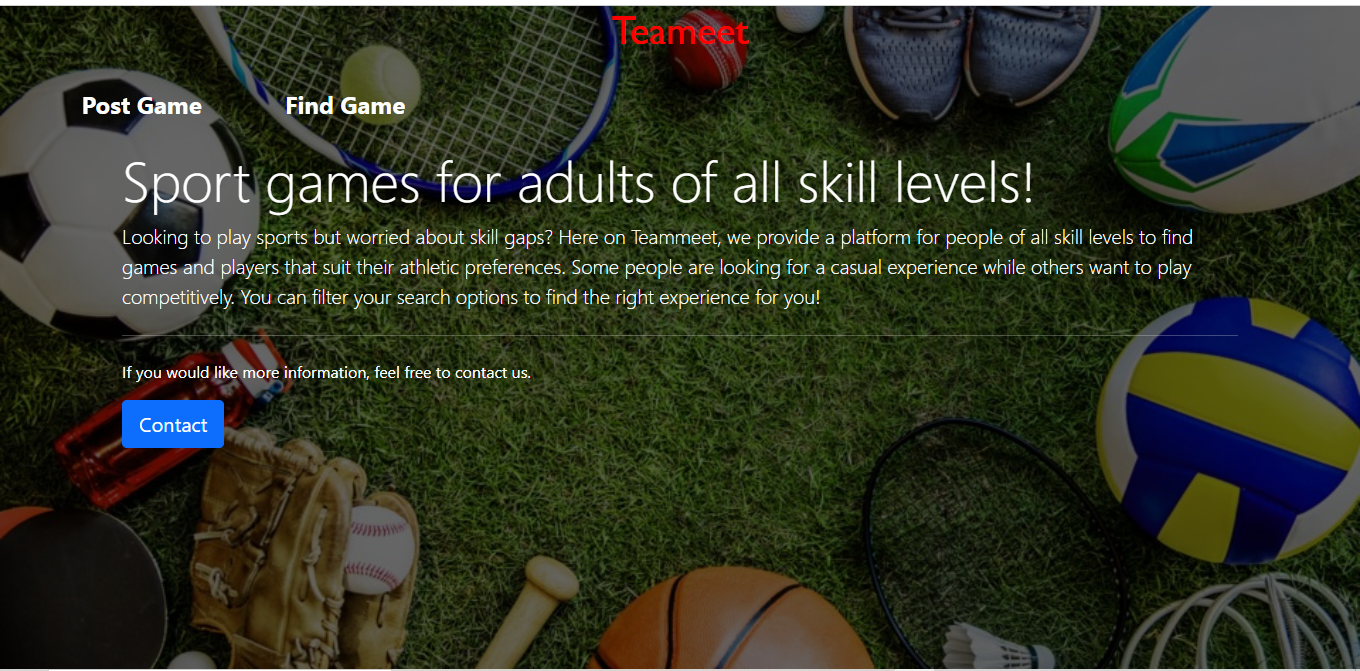 Teameet
Post Game
Find Game
Sport games for adults of all skill levels!
Looking to play sports but worried about skill gaps? Here on Teammeet, we provide a platform for people of all skill levels to find
games and players that suit their athletic preferences. Some people are looking for a casual experience while others want to play
competitively. You can filter your search options to find the right experience for you!
If you would like more information, feel free to contact us.
Contact